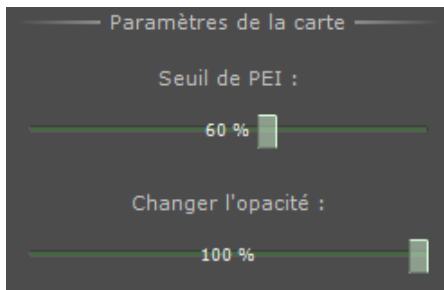 Paramètres de la carte
Seuil de PEI :
60 %
Changer l'opacité :
100 %